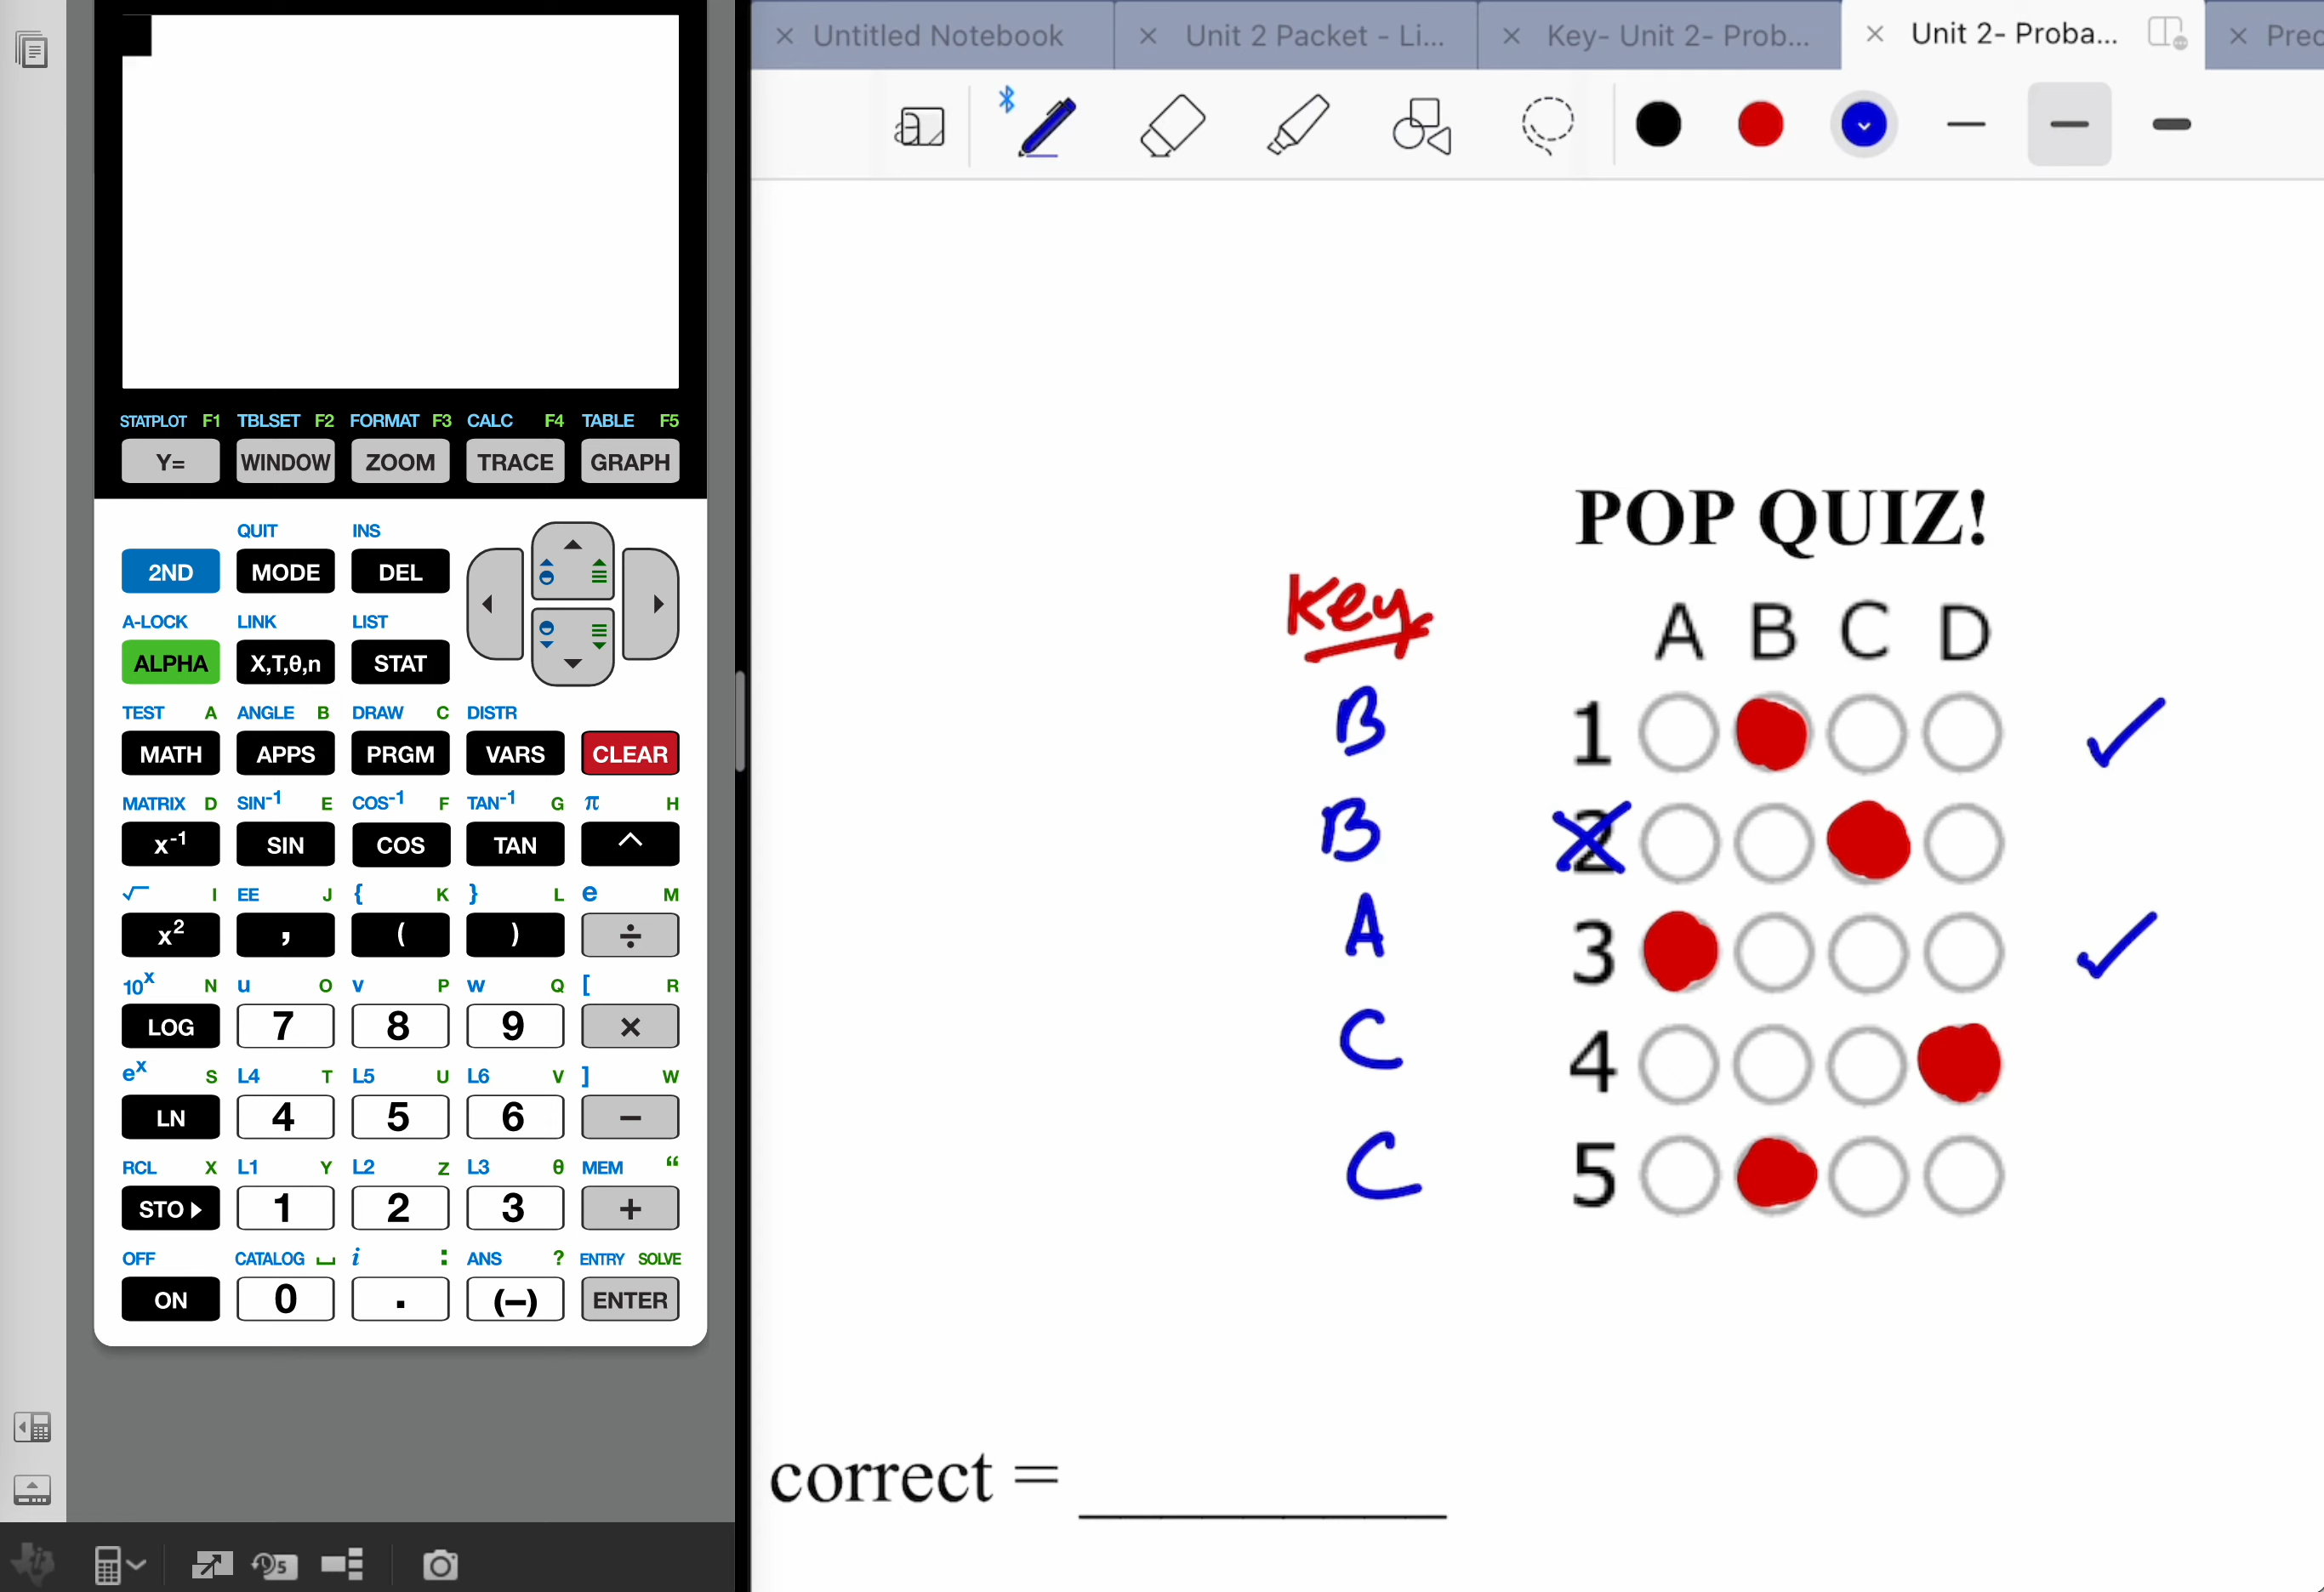 Untitled Notebook
Unit 2 Packet - Li...
Key- Unit 2- Prob...
Unit 2- Proba...
Prec
STATPLOT F1 TBLSET F2 FORMAT F3 CALC F4 TABLE F5
Y= WINDOW ZOOM TRACE GRAPH
QUIT INS
2ND MODE DEL
A-LOCK LINK LIST
ALPHA X,T,θ,n STAT
TEST A ANGLE B DRAW C DISTR
MATH APPS PRGM VARS CLEAR
MATRIX D SIN⁻¹ E COS⁻¹ F TAN⁻¹ G π H
x⁻¹ SIN COS TAN ^
√ I EE J { K } L e M
x² , ( ) ÷
10ˣ N u O v P w Q [ R
LOG 7 8 9 ×
eˣ S L4 T L5 U L6 V ] W
LN 4 5 6 −
RCL X L1 Y L2 Z L3 θ MEM “
STO▶ 1 2 3 +
OFF CATALOG ⎵ i : ANS ? ENTRY SOLVE
ON 0 . (−) ENTER
POP QUIZ!
Key
A B C D
B 1 ✓
B 2
A 3 ✓
C 4
C 5
correct = ________